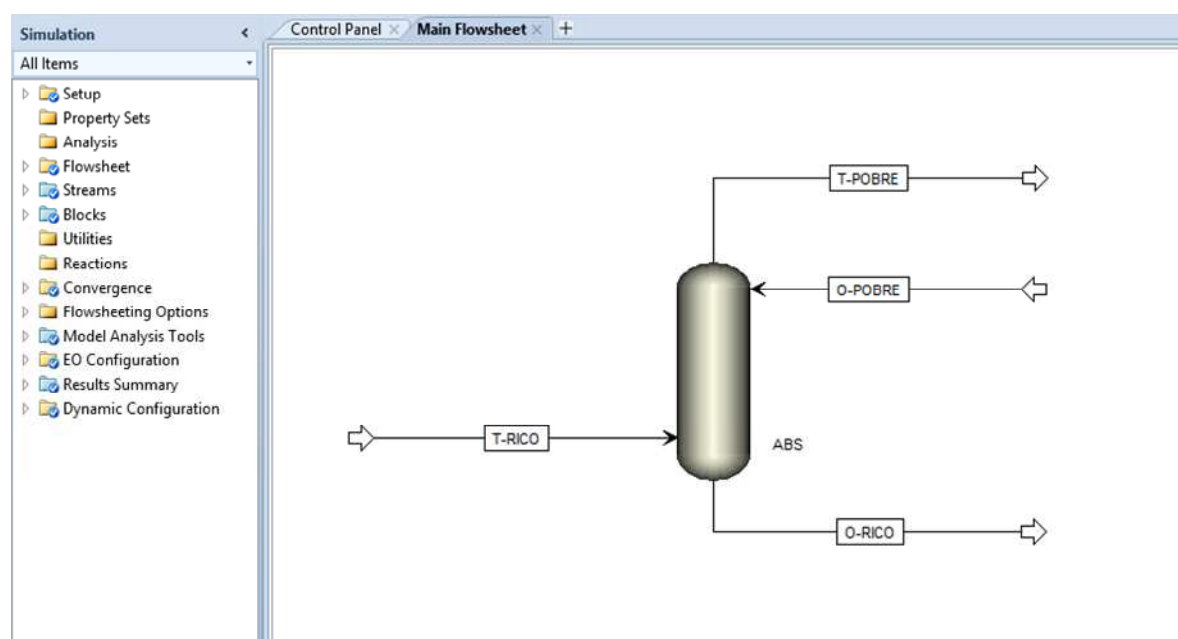 Simulation
All Items
Setup
Property Sets
Analysis
Flowsheet
Streams
Blocks
Utilities
Reactions
Convergence
Flowsheeting Options
Model Analysis Tools
EO Configuration
Results Summary
Dynamic Configuration
Control Panel Main Flowsheet
T-POBRE
O-POBRE
T-RICO
ABS
O-RICO